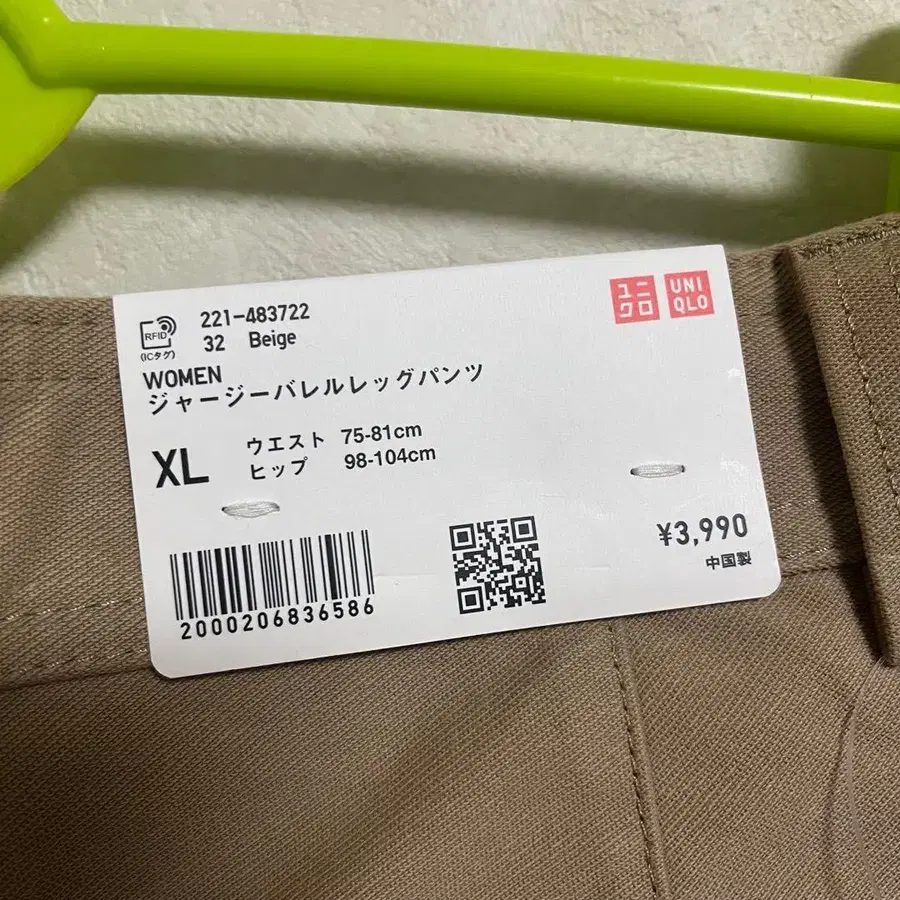 ユニクロ
UNIQLO
RFID
(ICタグ)
221-483722
32 Beige
WOMEN
ジャージーバレルレッグパンツ
XL
ウエスト 75-81cm
ヒップ 98-104cm
¥3,990
中国製
2000206836586